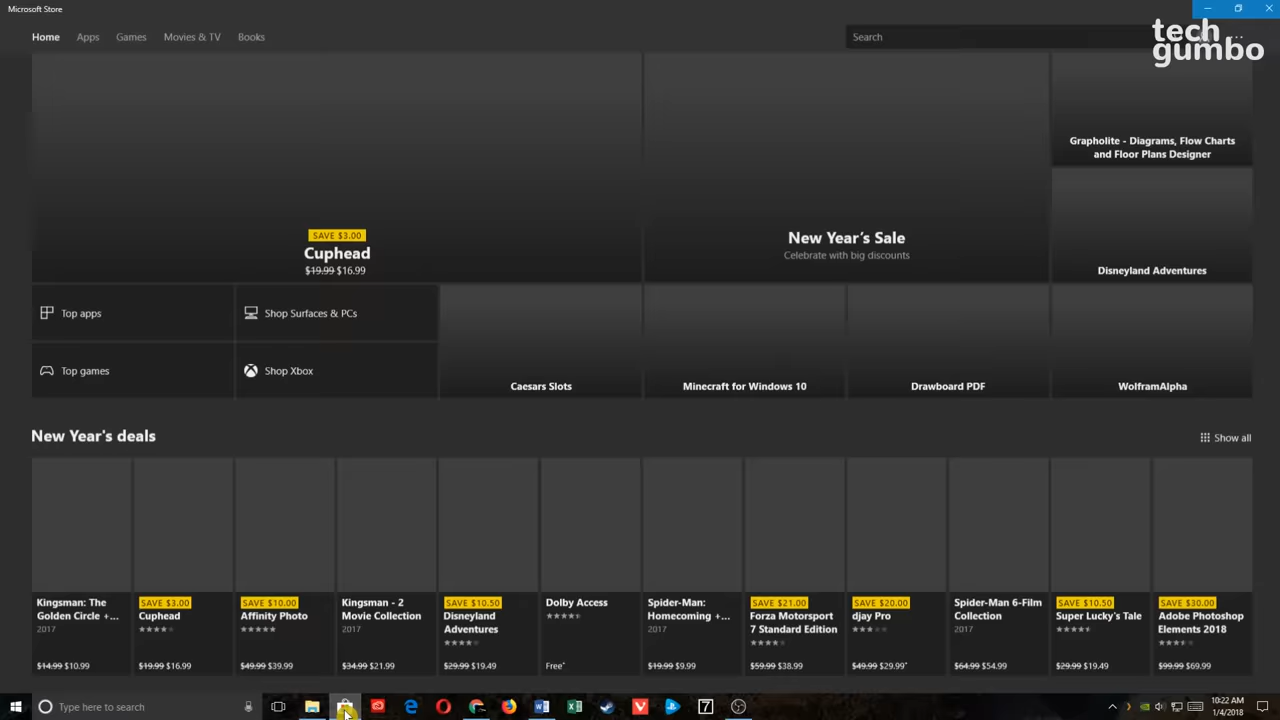 Microsoft Store
tech
gumbo
Home Apps Games Movies & TV Books
Search
SAVE $3.00
Cuphead
$19.99 $16.99
New Year's Sale
Celebrate with big discounts
Grapholite - Diagrams, Flow Charts
and Floor Plans Designer
Disneyland Adventures
Top apps
Shop Surfaces & PCs
Top games
Shop Xbox
Caesars Slots
Minecraft for Windows 10
Drawboard PDF
WolframAlpha
New Year's deals
Show all
Kingsman: The
Golden Circle +...
2017
$14.99 $10.99
SAVE $3.00
Cuphead
$19.99 $16.99
SAVE $10.00
Affinity Photo
$49.99 $39.99
Kingsman - 2
Movie Collection
2017
$34.99 $21.99
SAVE $10.50
Disneyland
Adventures
$29.99 $19.49
Dolby Access
Free*
Spider-Man:
Homecoming +...
2017
$19.99 $9.99
SAVE $21.00
Forza Motorsport
7 Standard Edition
$59.99 $38.99
SAVE $20.00
djay Pro
$49.99 $29.99*
Spider-Man 6-Film
Collection
2017
$64.99 $54.99
SAVE $10.50
Super Lucky's Tale
$29.99 $19.49
SAVE $30.00
Adobe Photoshop
Elements 2018
$99.99 $69.99
Type here to search
10:22 AM
1/4/2018